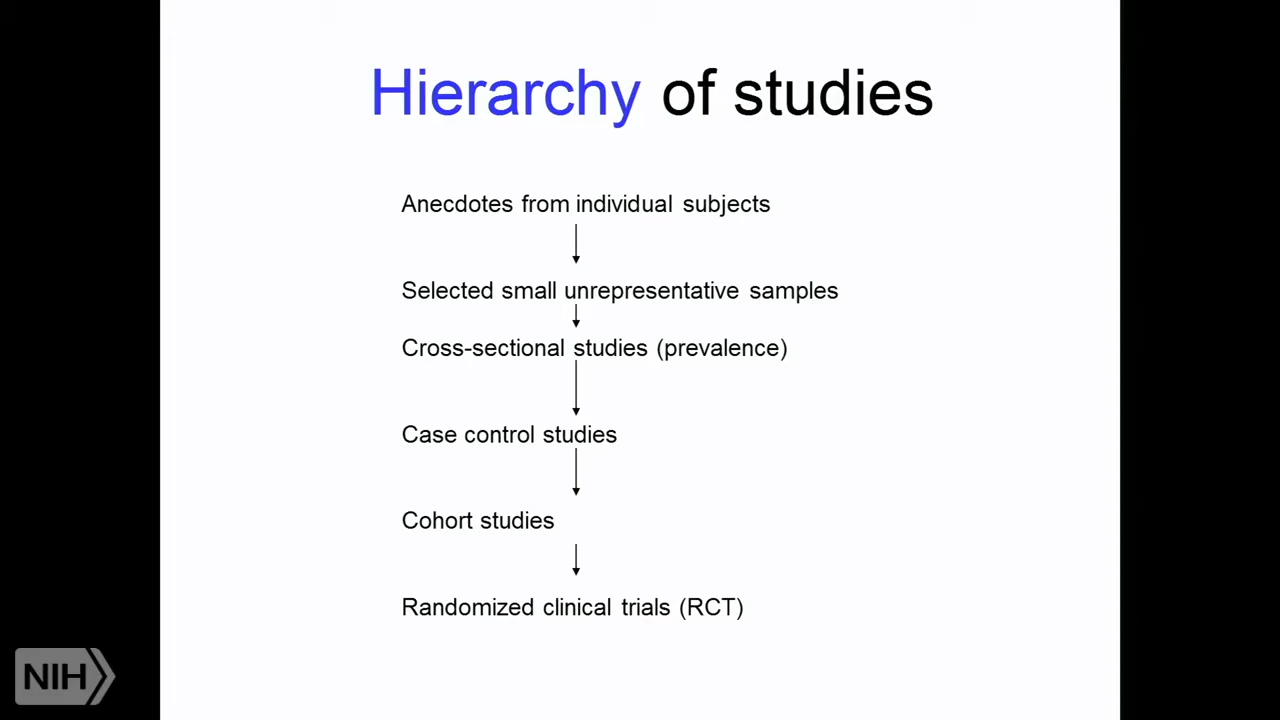 Hierarchy of studies
Anecdotes from individual subjects
Selected small unrepresentative samples
Cross-sectional studies (prevalence)
Case control studies
Cohort studies
Randomized clinical trials (RCT)
NIH